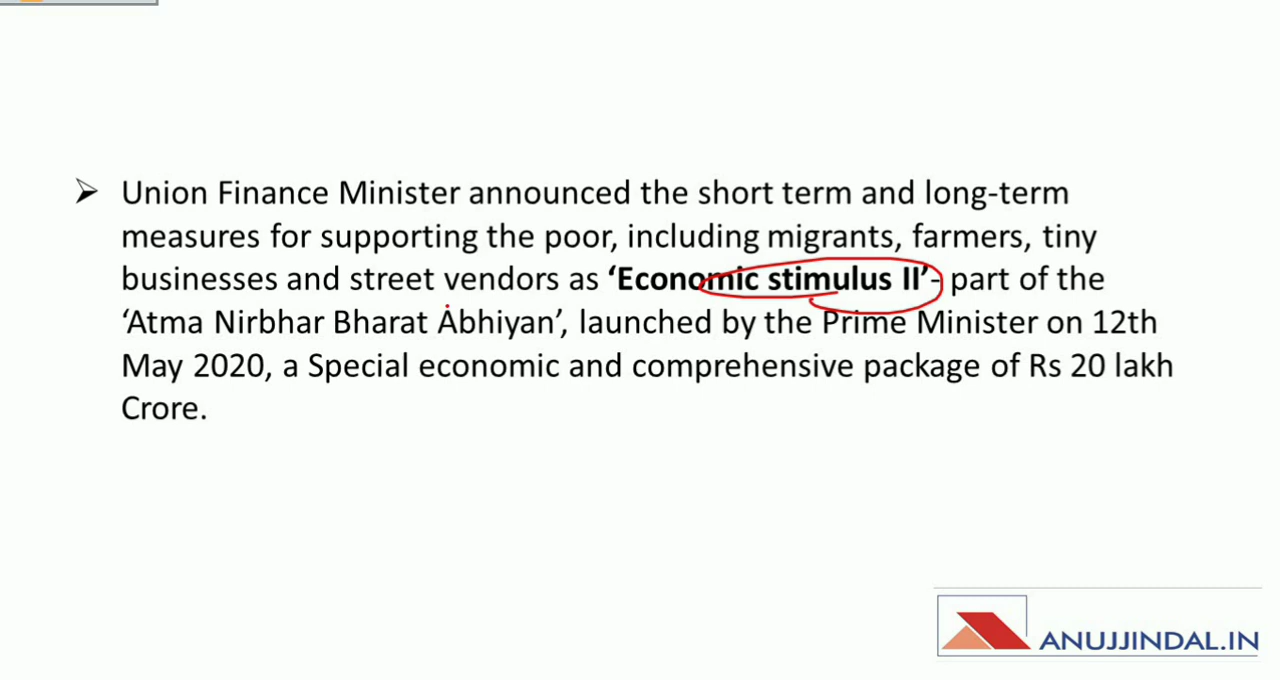 Union Finance Minister announced the short term and long-term
measures for supporting the poor, including migrants, farmers, tiny
businesses and street vendors as ‘Economic stimulus II’- part of the
‘Atma Nirbhar Bharat Abhiyan’, launched by the Prime Minister on 12th
May 2020, a Special economic and comprehensive package of Rs 20 lakh
Crore.
ANUJJINDAL.IN